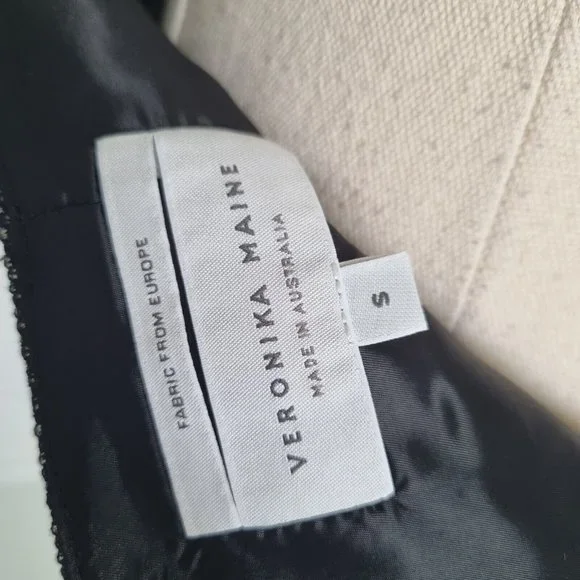 FABRIC FROM EUROPE
VERONIKA MAINE
MADE IN AUSTRALIA
S